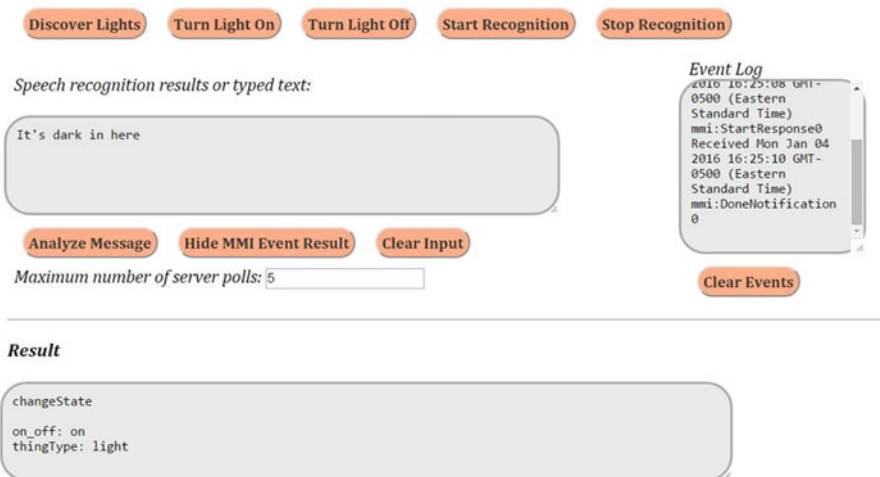 Discover Lights Turn Light On Turn Light Off Start Recognition Stop Recognition
Speech recognition results or typed text:
It's dark in here
Analyze Message Hide MMI Event Result Clear Input
Maximum number of server polls: 5
Event Log
2016 16:25:08 GMT-
0500 (Eastern
Standard Time)
mmi:StartResponse0
Received Mon Jan 04
2016 16:25:10 GMT-
0500 (Eastern
Standard Time)
mmi:DoneNotification
0
Clear Events
Result
changeState
on_off: on
thingType: light